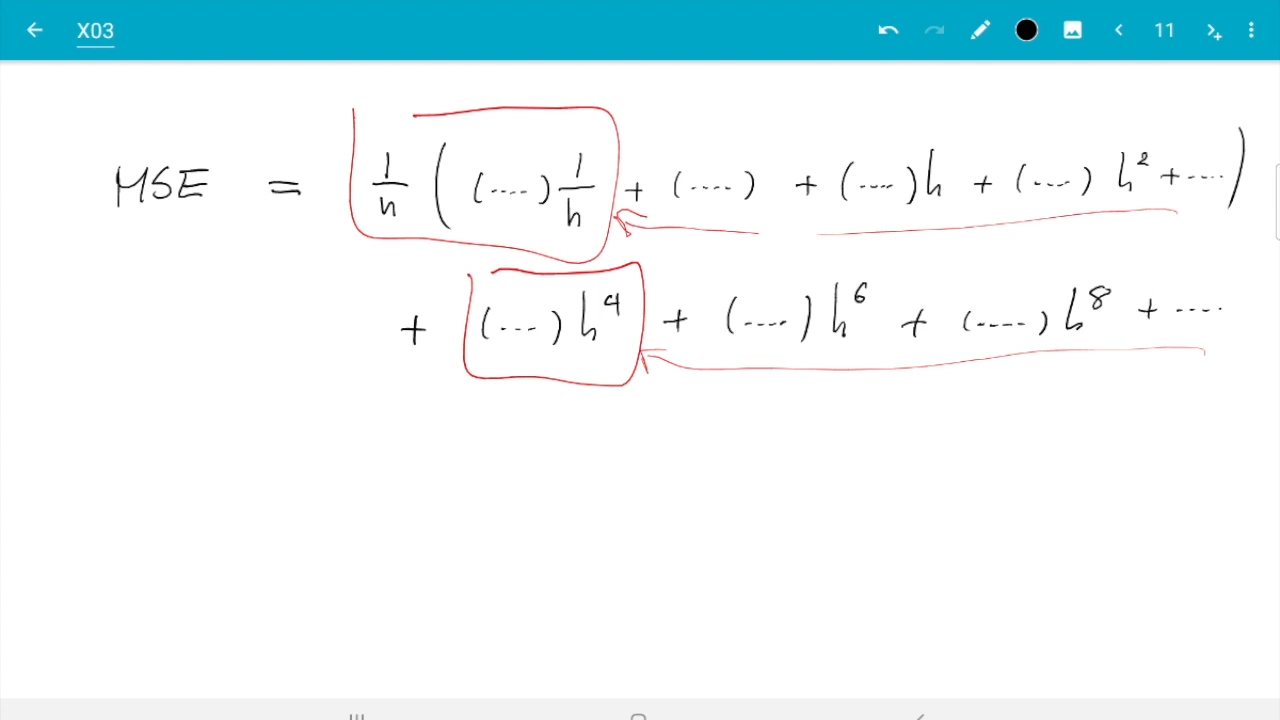 X03
11
MSE = 1/n ( (....) 1/h + (....) + (....) h + (....) h² + .... )
+ (...) h⁴ + (....) h⁶ + (....) h⁸ + ....